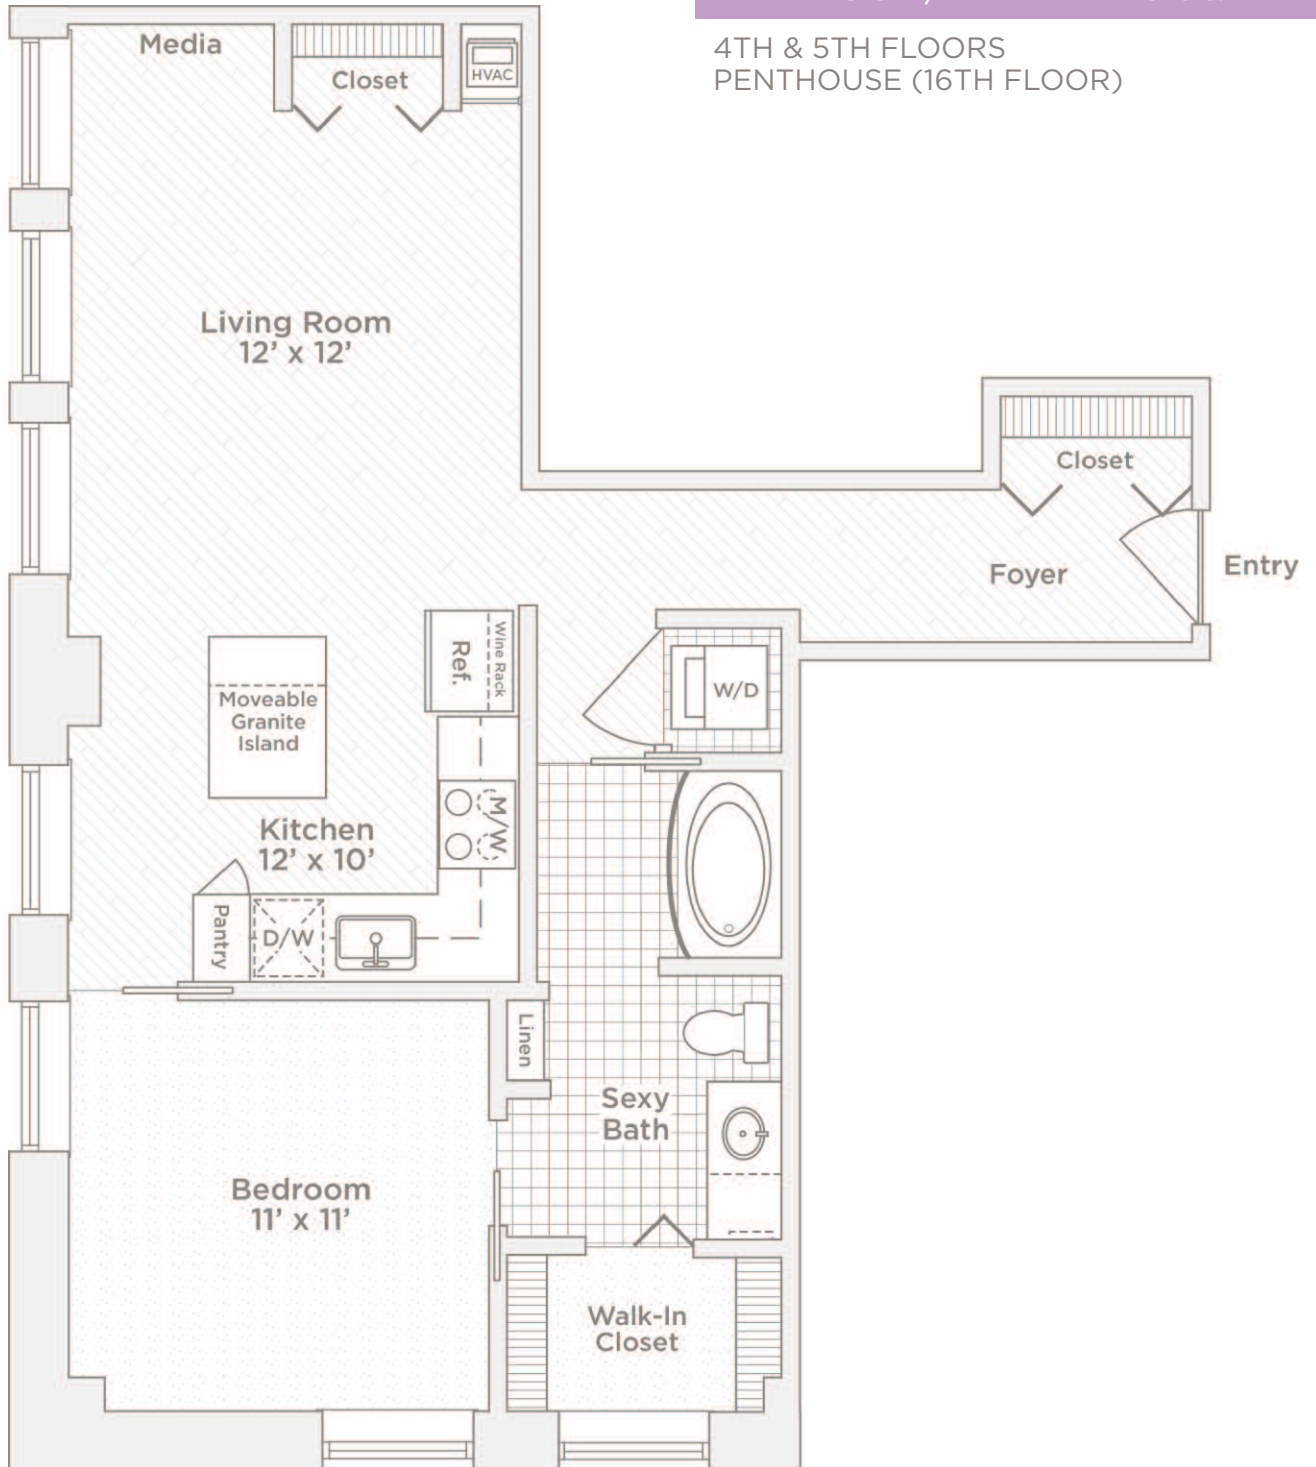 4TH & 5TH FLOORS
PENTHOUSE (16TH FLOOR)
Media
Closet
HVAC
Living Room
12’ x 12’
Closet
Foyer
Entry
Ref.
Wine Rack
W/D
Moveable
Granite
Island
M/W
Kitchen
12’ x 10’
Pantry
D/W
Linen
Sexy
Bath
Bedroom
11’ x 11’
Walk-In
Closet